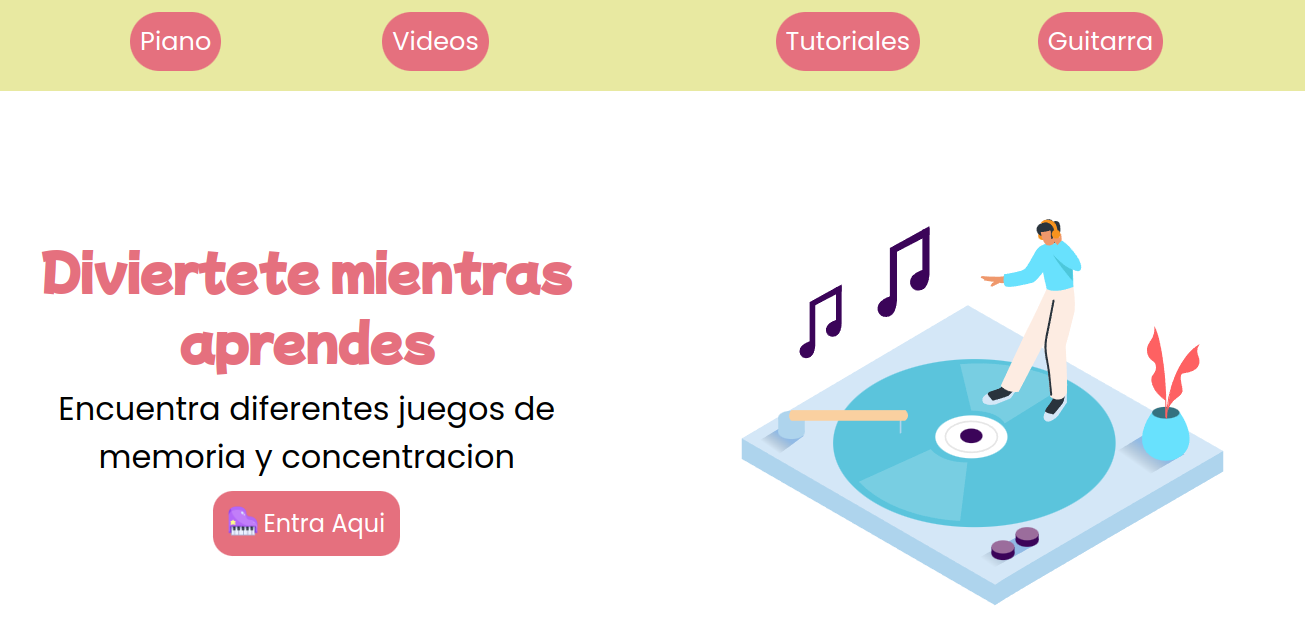 Piano
Videos
Tutoriales
Guitarra
Diviertete mientras
aprendes
Encuentra diferentes juegos de
memoria y concentracion
Entra Aqui